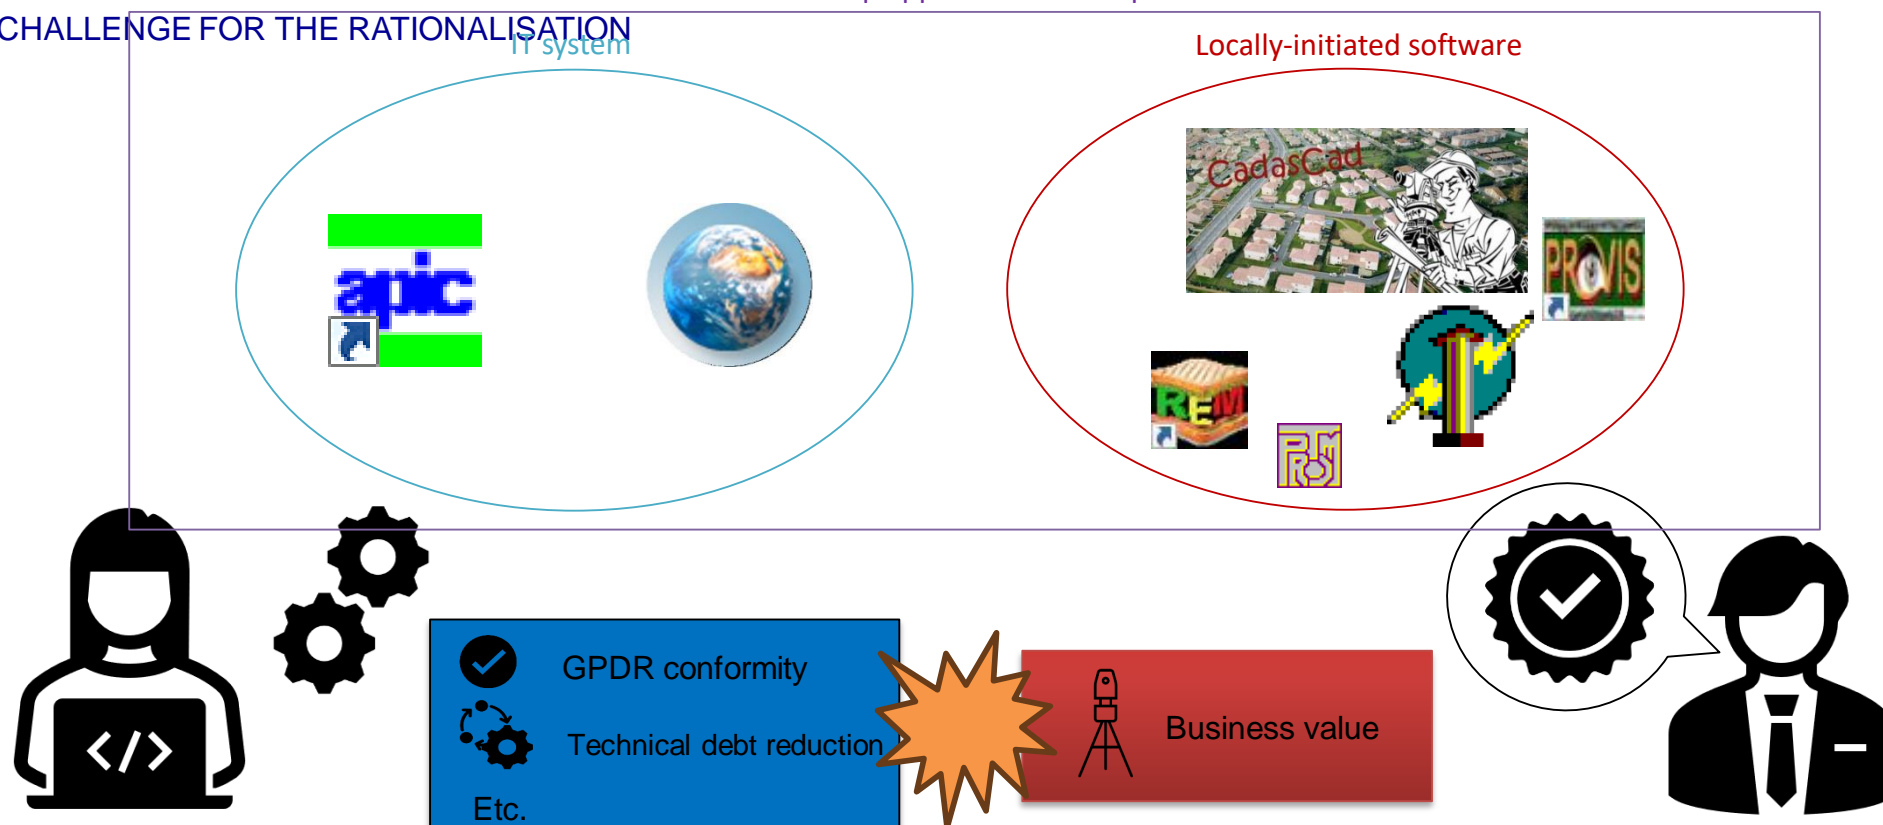 CHALLENGE FOR THE RATIONALISATION
IT system
Locally-initiated software
CadasCad
PROVIS
apic
REM
GPDR conformity
Technical debt reduction
Etc.
Business value
</>